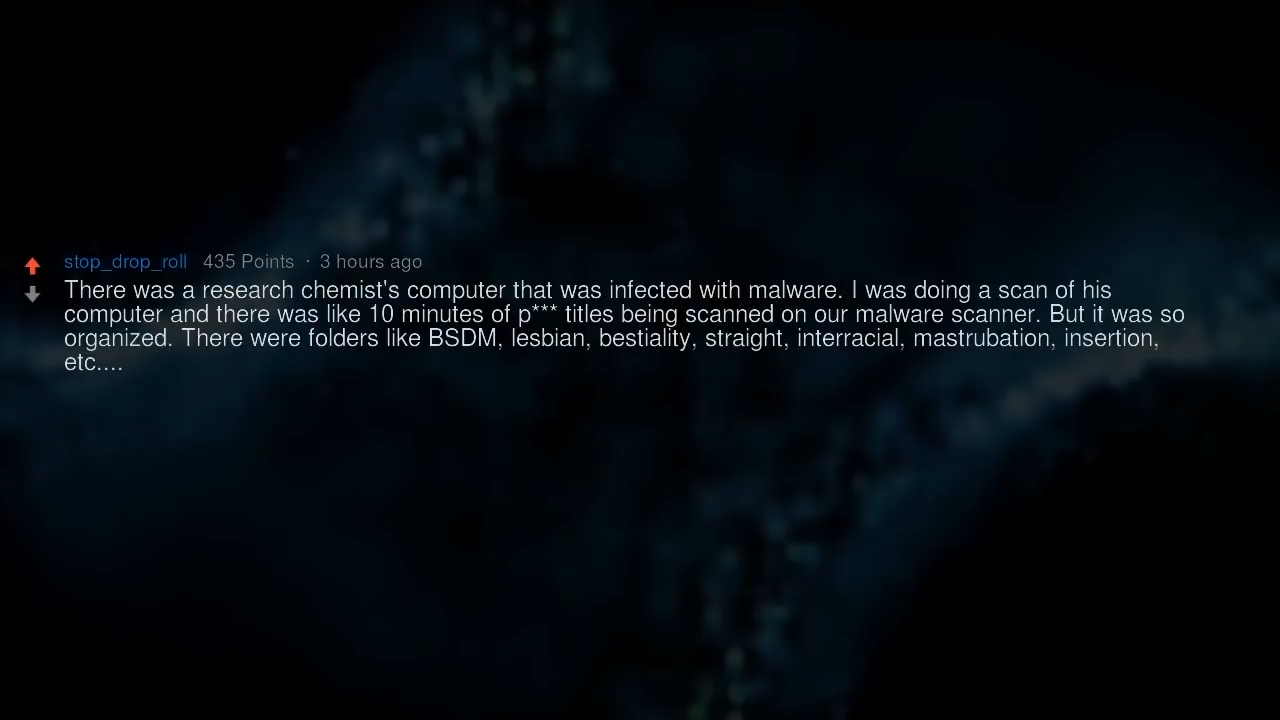 stop_drop_roll 435 Points · 3 hours ago
There was a research chemist's computer that was infected with malware. I was doing a scan of his
computer and there was like 10 minutes of p*** titles being scanned on our malware scanner. But it was so
organized. There were folders like BSDM, lesbian, bestiality, straight, interracial, mastrubation, insertion,
etc....